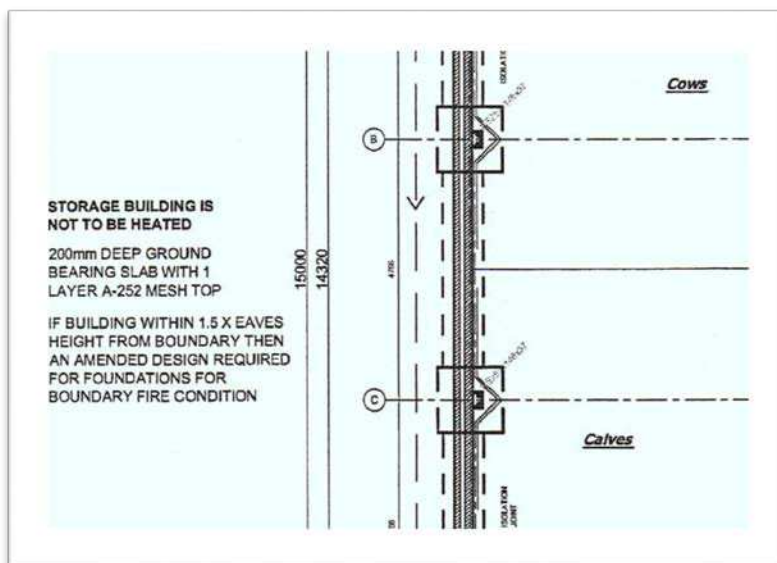 Cows
B
STORAGE BUILDING IS
NOT TO BE HEATED
200mm DEEP GROUND
BEARING SLAB WITH 1
LAYER A-252 MESH TOP
15000
14320
IF BUILDING WITHIN 1.5 X EAVES
HEIGHT FROM BOUNDARY THEN
AN AMENDED DESIGN REQUIRED
FOR FOUNDATIONS FOR
BOUNDARY FIRE CONDITION
C
Calves
ISOLATION
JOINT